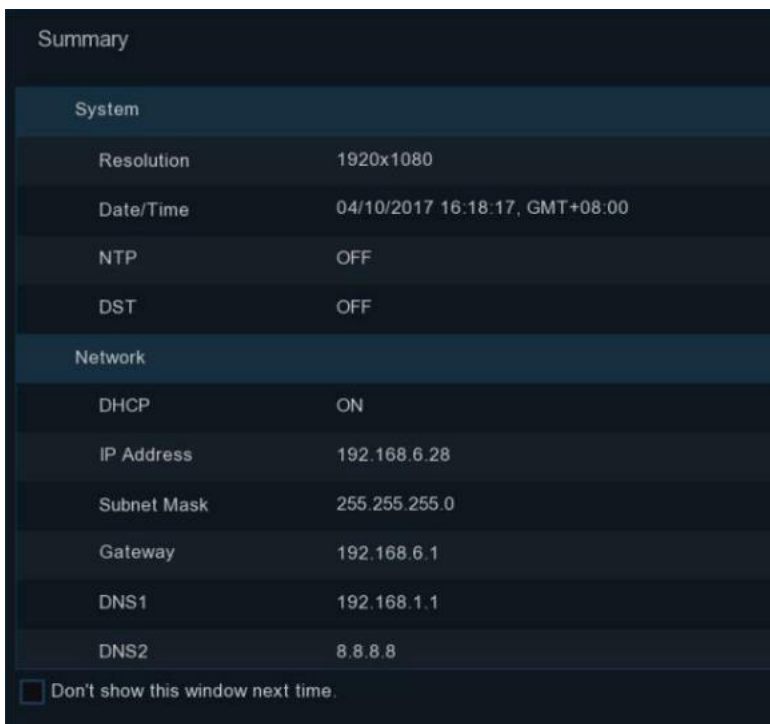 Summary
System
Resolution 1920x1080
Date/Time 04/10/2017 16:18:17, GMT+08:00
NTP OFF
DST OFF
Network
DHCP ON
IP Address 192.168.6.28
Subnet Mask 255.255.255.0
Gateway 192.168.6.1
DNS1 192.168.1.1
DNS2 8.8.8.8
Don't show this window next time.